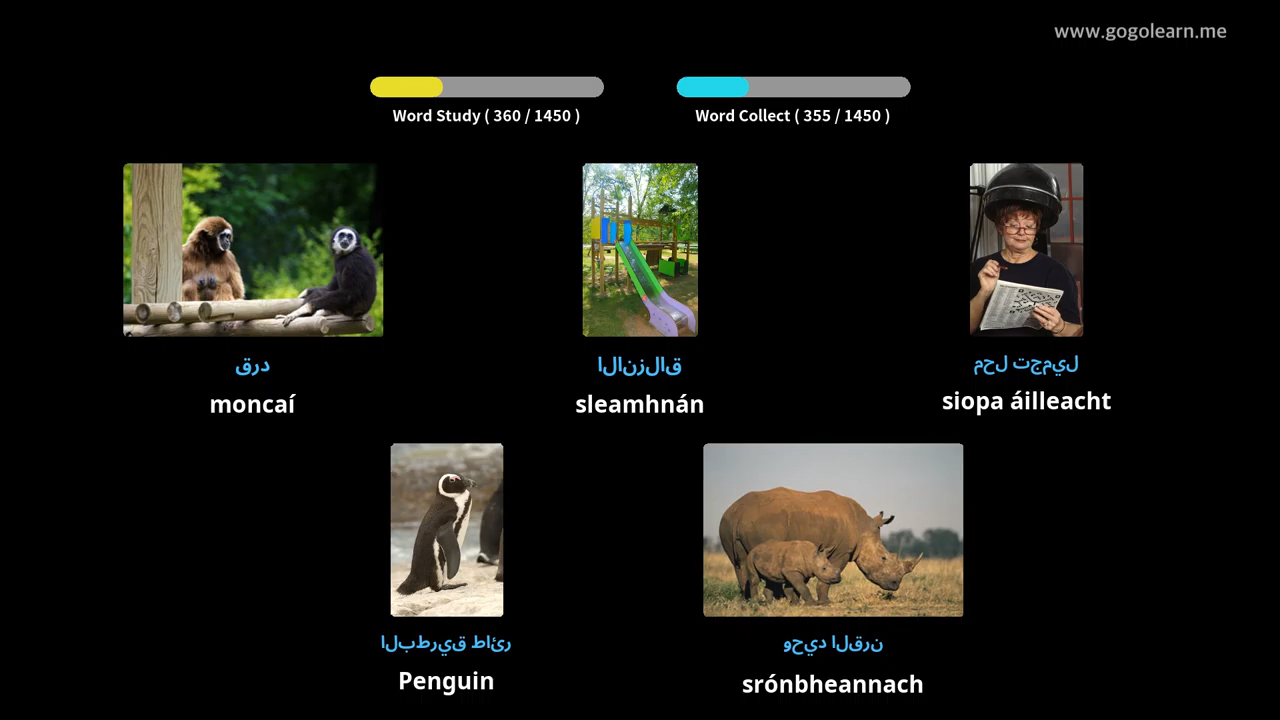 www.gogolearn.me
Word Study ( 360 / 1450 )
Word Collect ( 355 / 1450 )
قرد
moncaí
الانزلاق
sleamhnán
محل تجميل
siopa áilleacht
البطريق طائر
Penguin
وحيد القرن
srónbheannach